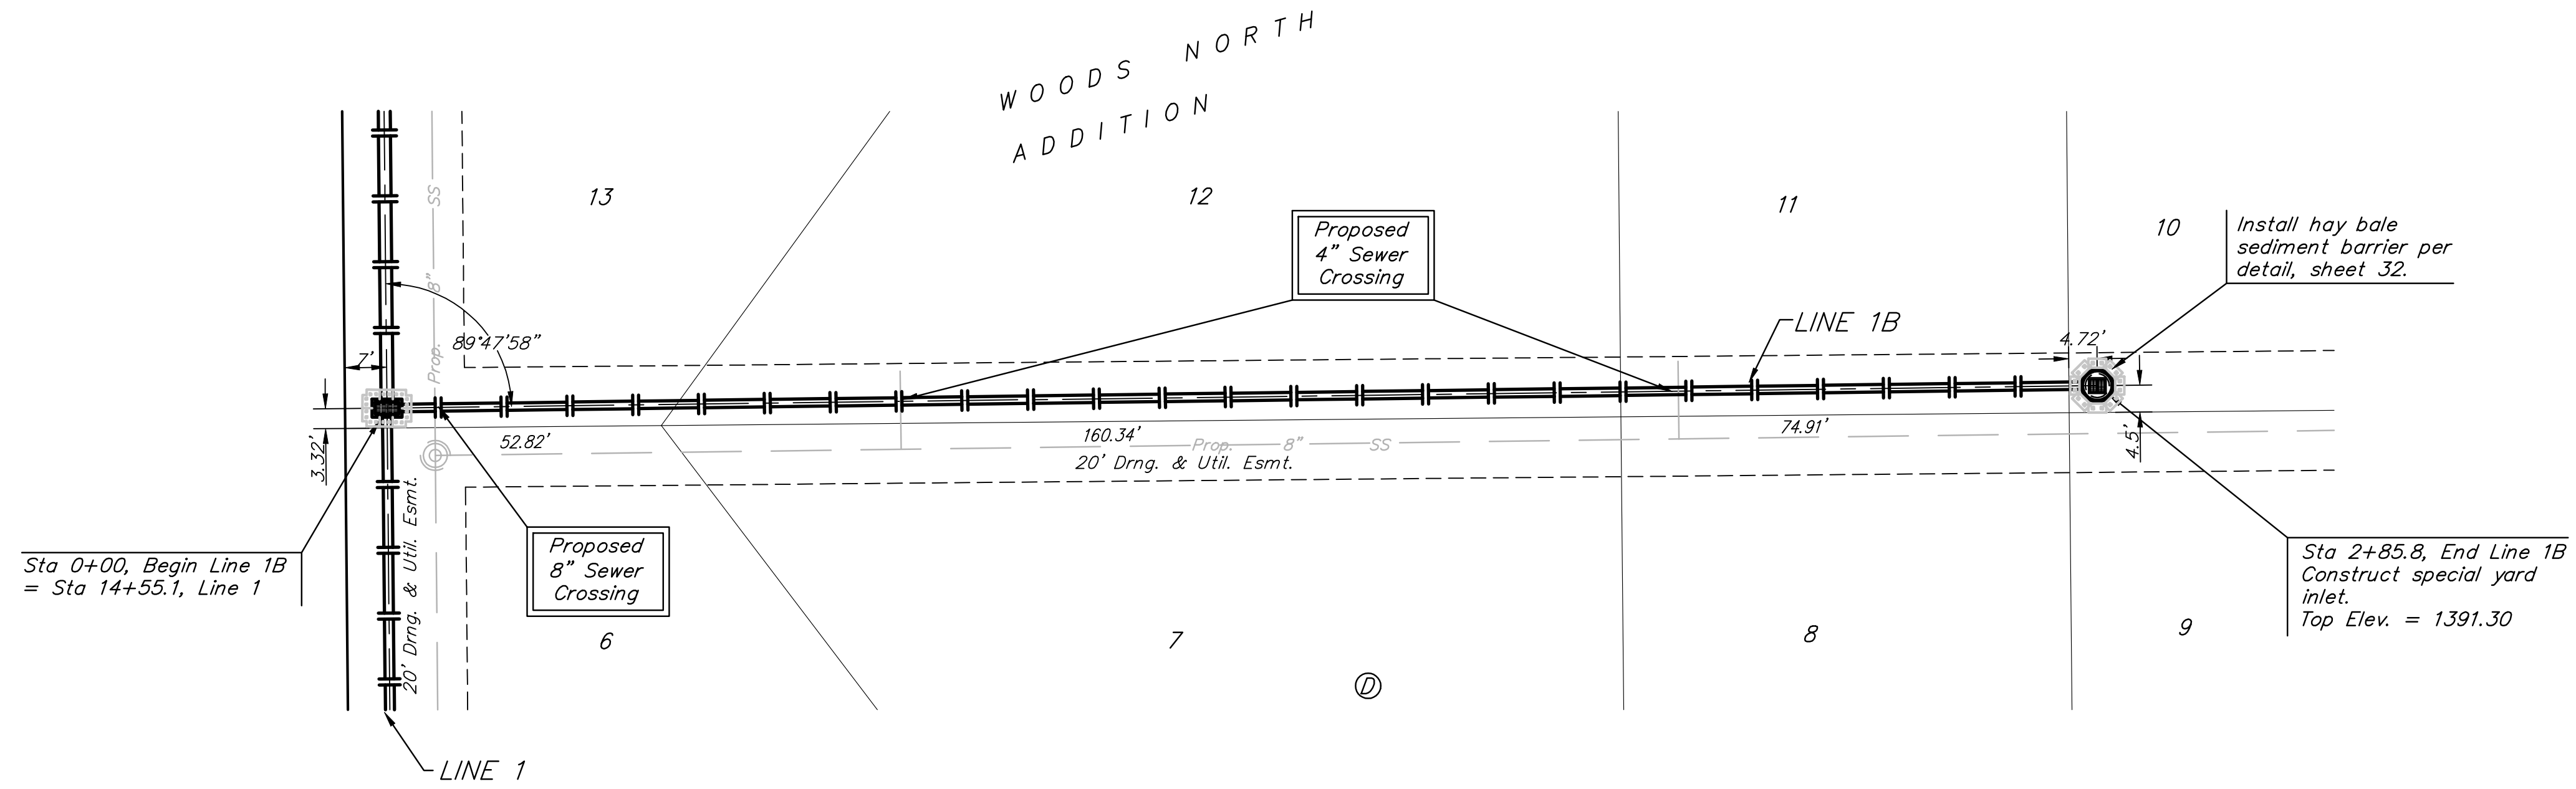 WOODS NORTH
ADDITION
13
12
11
10
Install hay bale
sediment barrier per
detail, sheet 32.
Proposed
4" Sewer
Crossing
LINE 1B
4.72'
89°47'58"
7'
Prop. 8" SS
3.32'
52.82'
160.34'
74.91'
4.5'
Prop. 8" SS
20' Drng. & Util. Esmt.
20' Drng. & Util. Esmt.
Proposed
8" Sewer
Crossing
Sta 0+00, Begin Line 1B
= Sta 14+55.1, Line 1
Sta 2+85.8, End Line 1B
Construct special yard
inlet.
Top Elev. = 1391.30
6
7
8
9
D
LINE 1